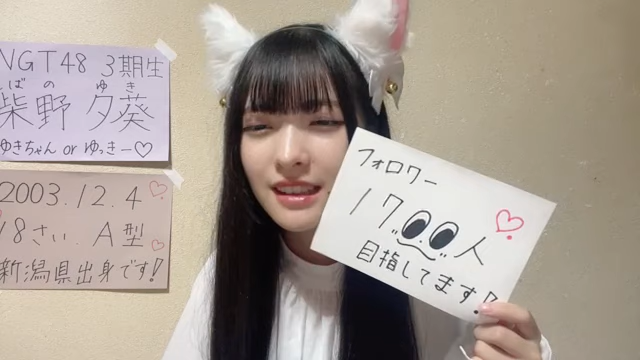 NGT48 3期生
しばの ゆき
柴野 夕葵
ゆきちゃん or ゆっきー♡
2003.12.4
18さい A型
新潟県出身です!
フォロワー
1700人
目指してます!